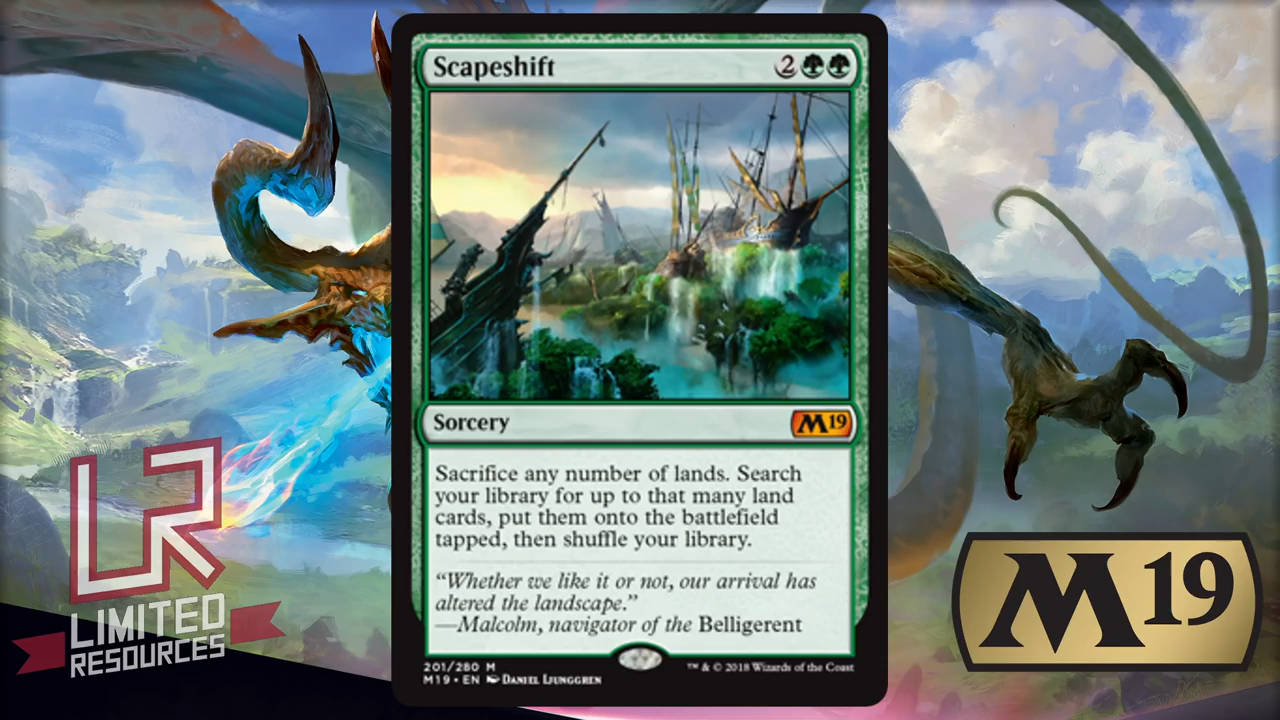 Scapeshift 2
Sorcery M19
Sacrifice any number of lands. Search
your library for up to that many land
cards, put them onto the battlefield
tapped, then shuffle your library.
“Whether we like it or not, our arrival has
altered the landscape.”
—Malcolm, navigator of the Belligerent
201/280 M
M19 • EN Daniel Ljunggren
™ & © 2018 Wizards of the Coast
LR
LIMITED
RESOURCES
M19